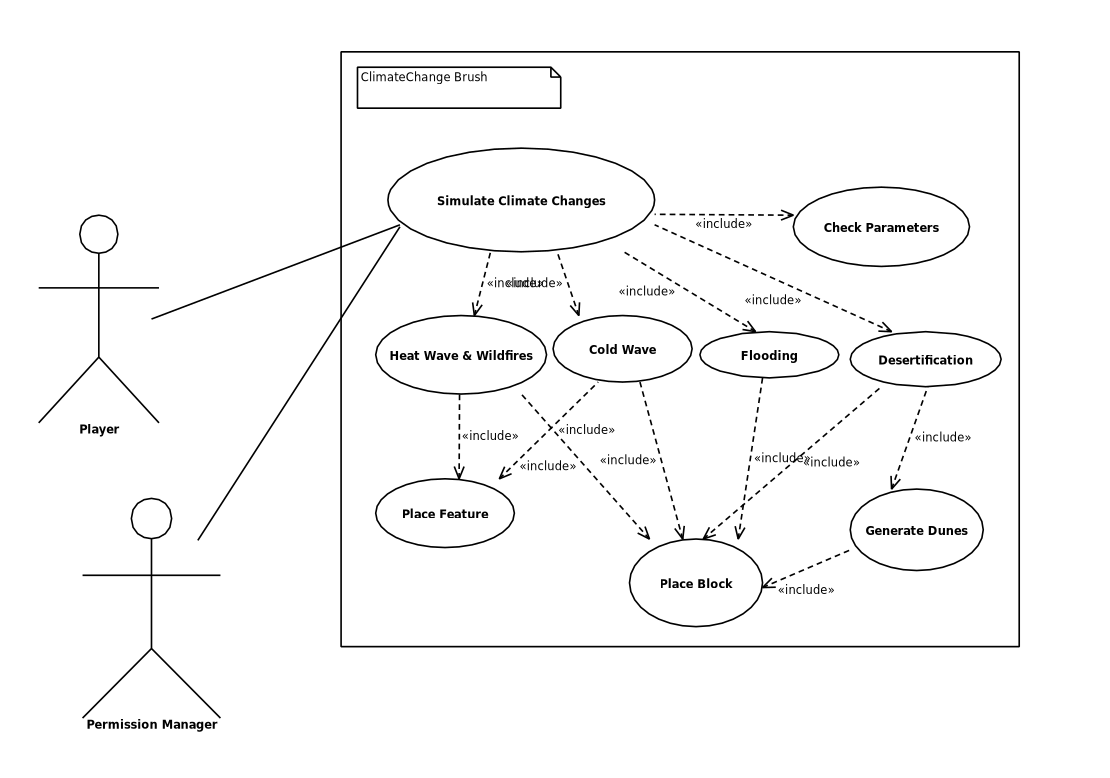 ClimateChange Brush
Simulate Climate Changes
Check Parameters
«include»
«include»
«include»
«include»
«include»
Heat Wave & Wildfires
Cold Wave
Flooding
Desertification
Player
«include»
«include»
«include»
«include»
«include»
«include»
«include»
Place Feature
Generate Dunes
Place Block
«include»
Permission Manager